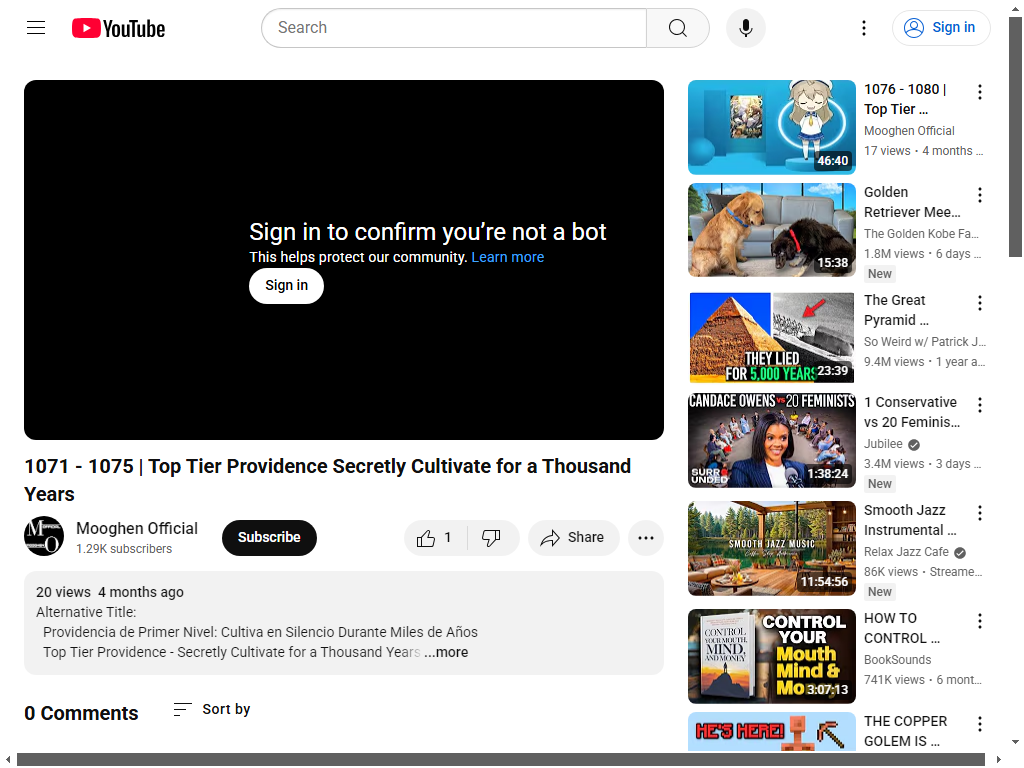 YouTube
Search
Sign in
Sign in to confirm you’re not a bot
This helps protect our community. Learn more
Sign in
1071 - 1075 | Top Tier Providence Secretly Cultivate for a Thousand
Years
Mooghen Official
1.29K subscribers
Subscribe
1
Share
20 views 4 months ago
Alternative Title:
Providencia de Primer Nivel: Cultiva en Silencio Durante Miles de Años
Top Tier Providence - Secretly Cultivate for a Thousand Years ...more
0 Comments
Sort by
46:40
1076 - 1080 |
Top Tier ...
Mooghen Official
17 views • 4 months ...
15:38
Golden
Retriever Mee...
The Golden Kobe Fa...
1.8M views • 6 days ...
New
THEY LIED
FOR 5,000 YEARS
23:39
The Great
Pyramid ...
So Weird w/ Patrick J...
9.4M views • 1 year a...
CANDACE OWENS vs 20 FEMINISTS
SURROUNDED
1:38:24
1 Conservative
vs 20 Feminis...
Jubilee
3.4M views • 3 days ...
New
SMOOTH JAZZ MUSIC
11:54:56
Smooth Jazz
Instrumental ...
Relax Jazz Cafe
86K views • Streame...
New
CONTROL
YOUR MOUTH,
MIND,
AND MONEY
CONTROL
YOUR
Mouth
Mind &
3:07:13
HOW TO
CONTROL ...
BookSounds
741K views • 6 mont...
HE'S HERE!
THE COPPER
GOLEM IS ...